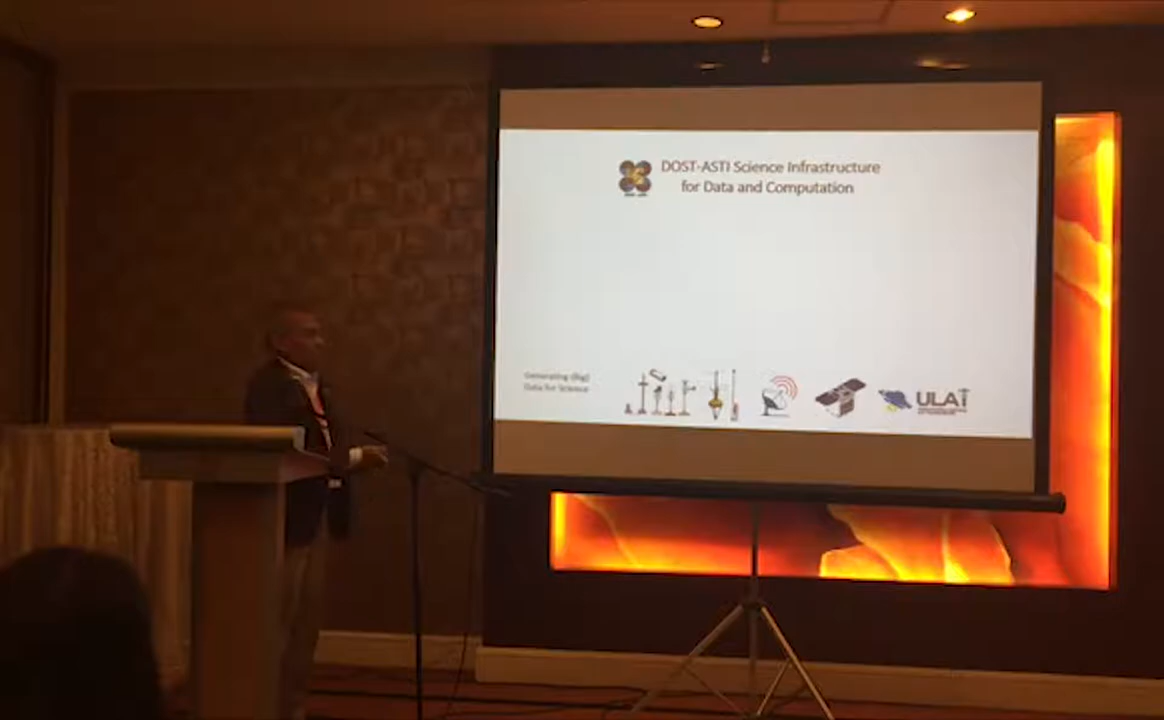 DOST-ASTI Science Infrastructure
for Data and Computation
Generating (Big)
Data for Science
ULAT